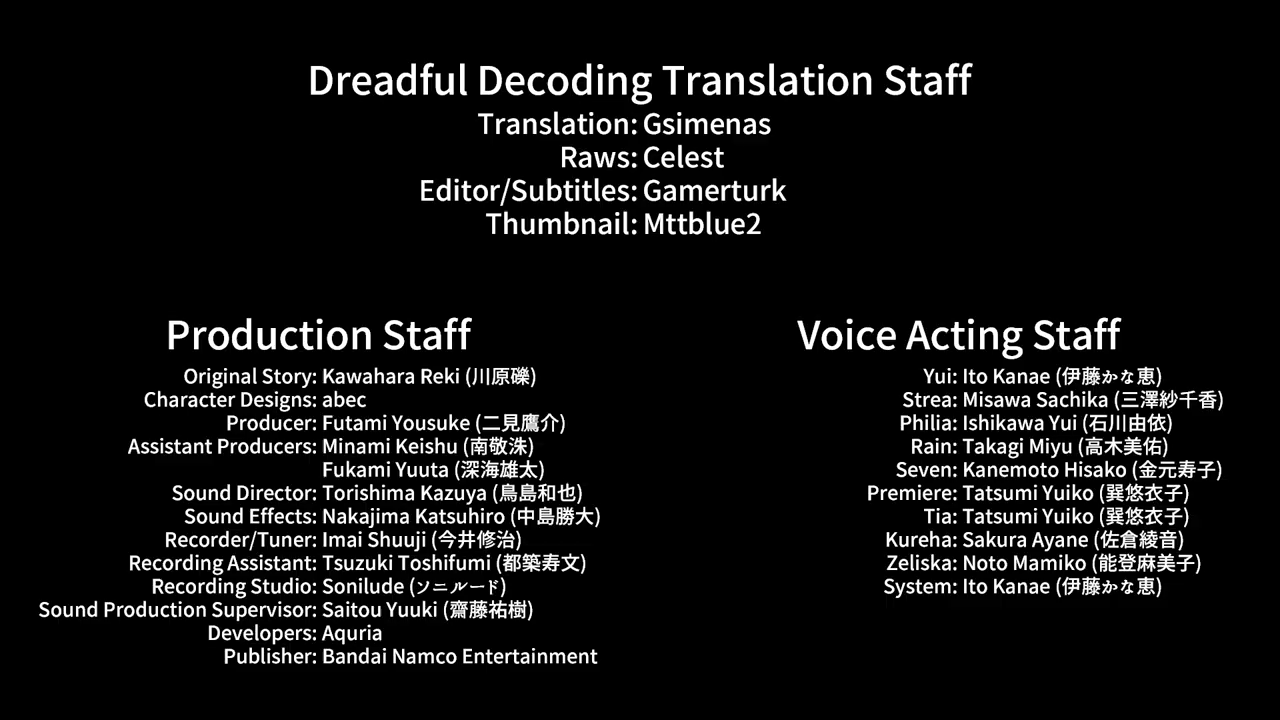 Dreadful Decoding Translation Staff
Translation: Gsimenas
Raws: Celest
Editor/Subtitles: Gamerturk
Thumbnail: Mttblue2
Production Staff
Original Story: Kawahara Reki (川原礫)
Character Designs: abec
Producer: Futami Yousuke (二見鷹介)
Assistant Producers: Minami Keishu (南敬洙)
Fukami Yuuta (深海雄太)
Sound Director: Torishima Kazuya (鳥島和也)
Sound Effects: Nakajima Katsuhiro (中島勝大)
Recorder/Tuner: Imai Shuuji (今井修治)
Recording Assistant: Tsuzuki Toshifumi (都築寿文)
Recording Studio: Sonilude (ソニルード)
Sound Production Supervisor: Saitou Yuuki (齋藤祐樹)
Developers: Aquria
Publisher: Bandai Namco Entertainment
Voice Acting Staff
Yui: Ito Kanae (伊藤かな恵)
Strea: Misawa Sachika (三澤紗千香)
Philia: Ishikawa Yui (石川由依)
Rain: Takagi Miyu (高木美佑)
Seven: Kanemoto Hisako (金元寿子)
Premiere: Tatsumi Yuiko (巽悠衣子)
Tia: Tatsumi Yuiko (巽悠衣子)
Kureha: Sakura Ayane (佐倉綾音)
Zeliska: Noto Mamiko (能登麻美子)
System: Ito Kanae (伊藤かな恵)